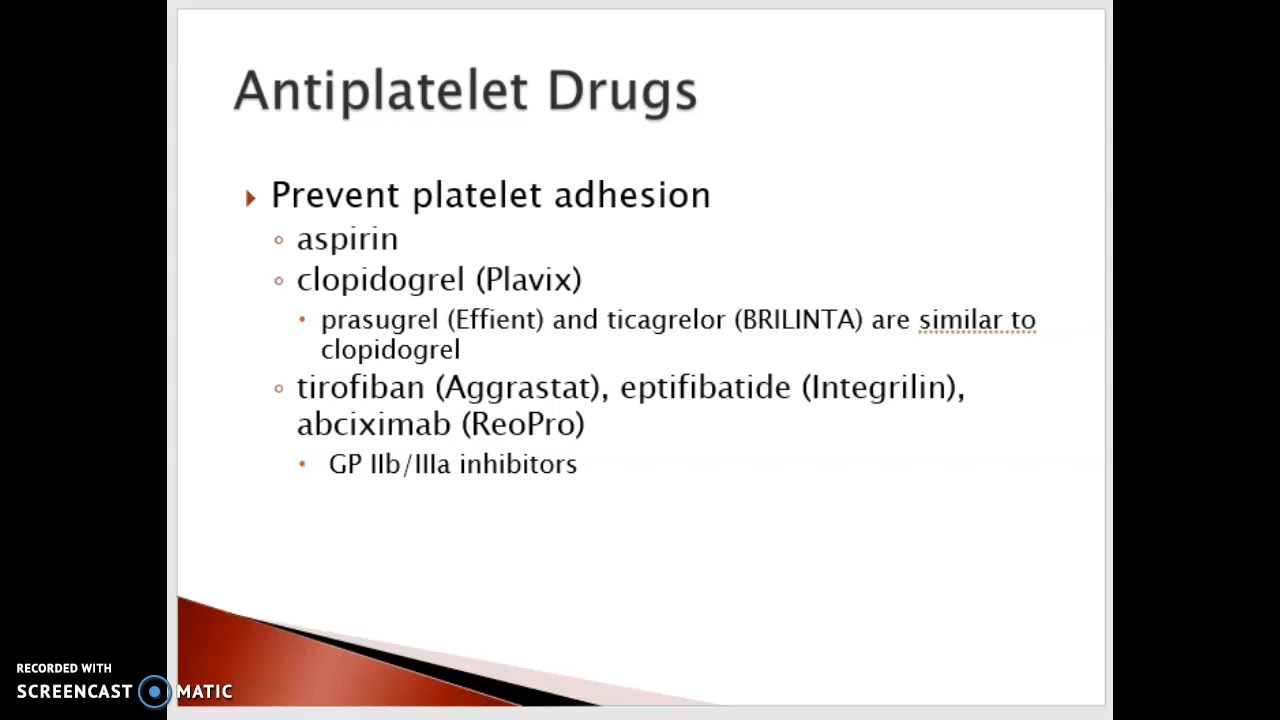 Antiplatelet Drugs
Prevent platelet adhesion
aspirin
clopidogrel (Plavix)
prasugrel (Effient) and ticagrelor (BRILINTA) are similar to
clopidogrel
tirofiban (Aggrastat), eptifibatide (Integrilin),
abciximab (ReoPro)
GP IIb/IIIa inhibitors
RECORDED WITH
SCREENCAST MATIC